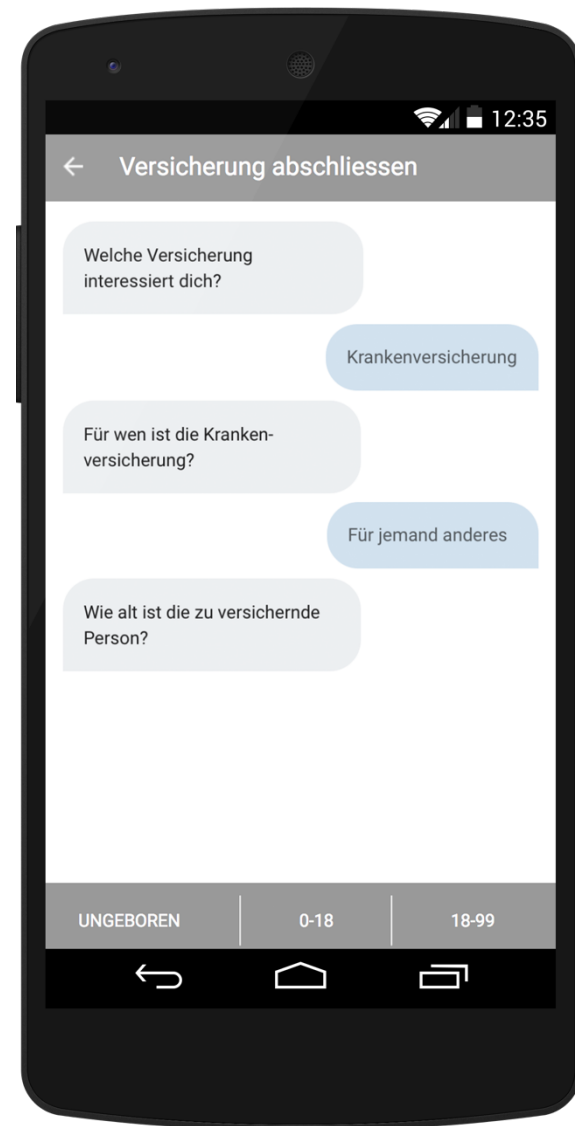 12:35
Versicherung abschliessen
Welche Versicherung
interessiert dich?
Krankenversicherung
Für wen ist die Kranken-
versicherung?
Für jemand anderes
Wie alt ist die zu versichernde
Person?
UNGEBOREN 0-18 18-99